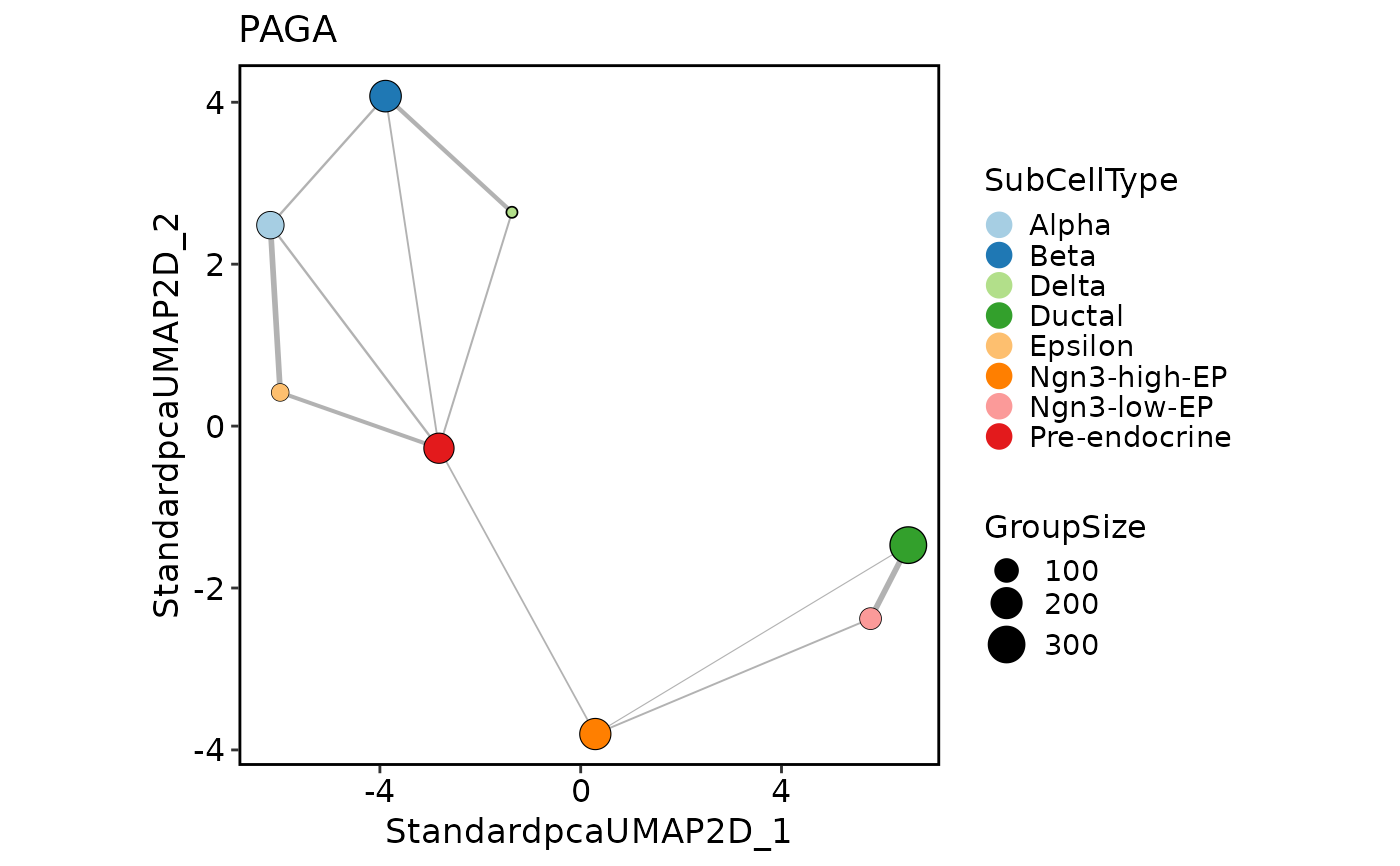 PAGA
4
2
0
-2
-4
StandardpcaUMAP2D_2
-4
0
4
StandardpcaUMAP2D_1
SubCellType
Alpha
Beta
Delta
Ductal
Epsilon
Ngn3-high-EP
Ngn3-low-EP
Pre-endocrine
GroupSize
100
200
300